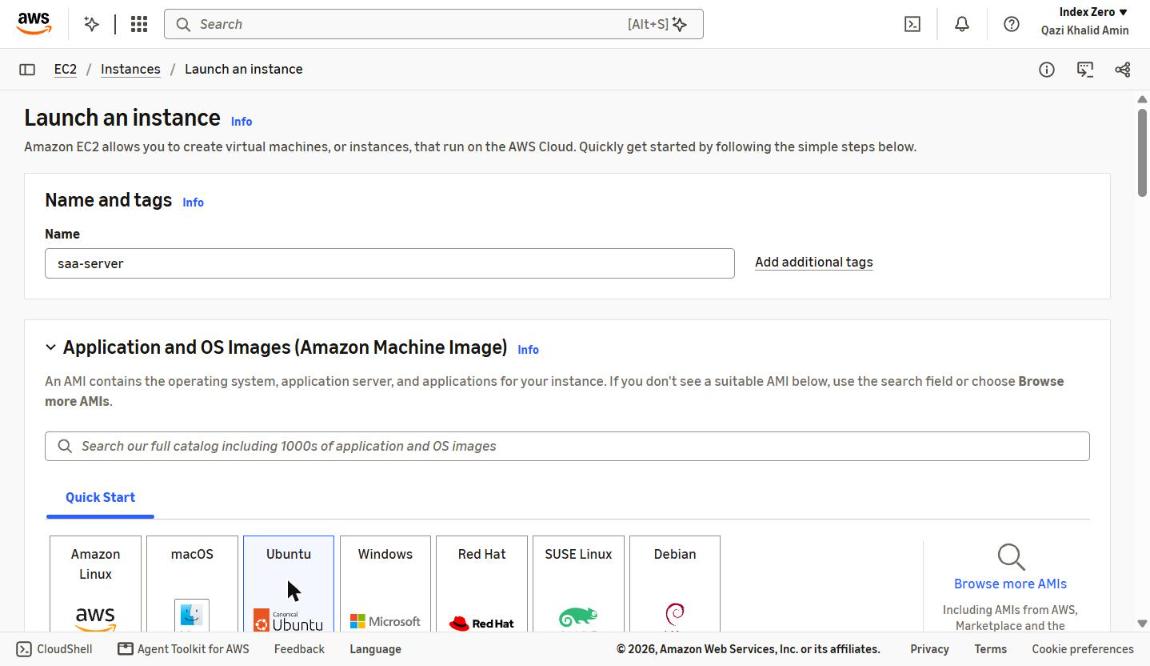 aws
Search [Alt+S]
Index Zero ▼
Qazi Khalid Amin
EC2 / Instances / Launch an instance
Launch an instance Info
Amazon EC2 allows you to create virtual machines, or instances, that run on the AWS Cloud. Quickly get started by following the simple steps below.
Name and tags Info
Name
saa-server
Add additional tags
Application and OS Images (Amazon Machine Image) Info
An AMI contains the operating system, application server, and applications for your instance. If you don't see a suitable AMI below, use the search field or choose Browse
more AMIs.
Search our full catalog including 1000s of application and OS images
Quick Start
Amazon
Linux
aws
macOS
Ubuntu
Canonical
Ubuntu
Windows
Microsoft
Red Hat
Red Hat
SUSE Linux
Debian
Browse more AMIs
Including AMIs from AWS,
Marketplace and the
CloudShell Agent Toolkit for AWS Feedback Language © 2026, Amazon Web Services, Inc. or its affiliates. Privacy Terms Cookie preferences